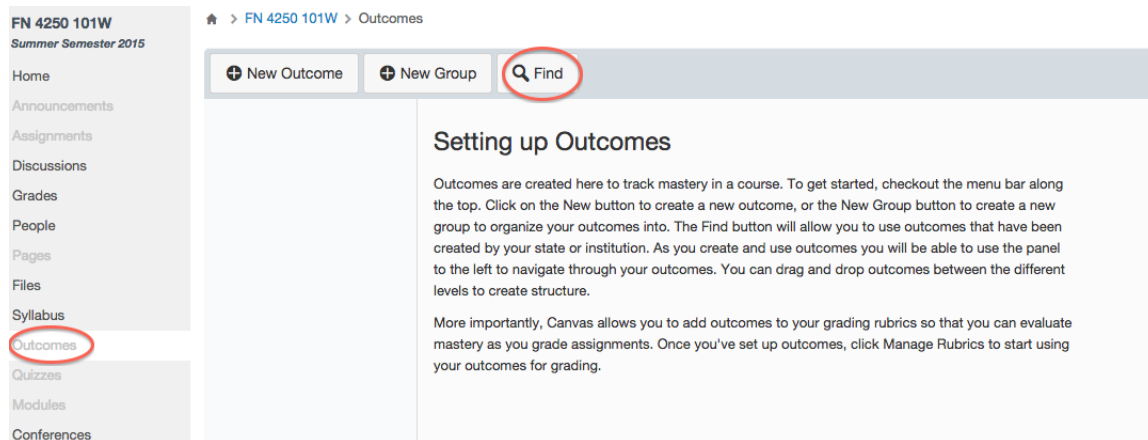 FN 4250 101W
Summer Semester 2015
Home
Announcements
Assignments
Discussions
Grades
People
Pages
Files
Syllabus
Outcomes
Quizzes
Modules
Conferences
> FN 4250 101W > Outcomes
New Outcome New Group Find
Setting up Outcomes
Outcomes are created here to track mastery in a course. To get started, checkout the menu bar along
the top. Click on the New button to create a new outcome, or the New Group button to create a new
group to organize your outcomes into. The Find button will allow you to use outcomes that have been
created by your state or institution. As you create and use outcomes you will be able to use the panel
to the left to navigate through your outcomes. You can drag and drop outcomes between the different
levels to create structure.
More importantly, Canvas allows you to add outcomes to your grading rubrics so that you can evaluate
mastery as you grade assignments. Once you've set up outcomes, click Manage Rubrics to start using
your outcomes for grading.